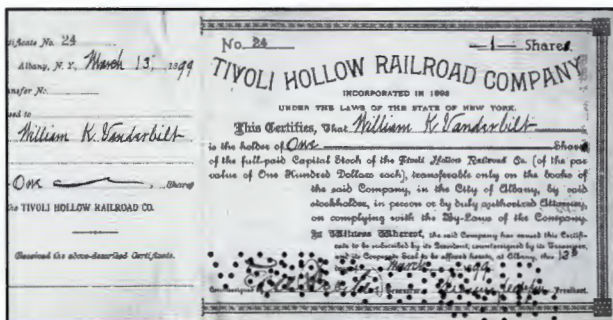 tificate No. 24
Albany, N. Y. March 13, 1899
nsfer No.
ued to
William K. Vanderbilt
One Shares
the TIVOLI HOLLOW RAILROAD CO.
Received the above-described Certificate.
No. 24 1 Shares
TIVOLI HOLLOW RAILROAD COMPANY
INCORPORATED IN 1898
UNDER THE LAWS OF THE STATE OF NEW YORK.
This Certifies, That William K. Vanderbilt
is the holder of One Shares
of the full-paid Capital Stock of the Tivoli Hollow Railroad Co. (of the par
value of One Hundred Dollars each), transferable only on the books of
the said Company, in the City of Albany, by said
stockholder, in person or by duly authorized Attorney,
on complying with the By-Laws of the Company.
In Witness Whereof, the said Company has caused this Certifi-
cate to be subscribed by its President, countersigned by its Treasurer,
and its Corporate Seal to be affixed hereto, at Albany, this 13th
March 1899
Countersigned Treasurer President.